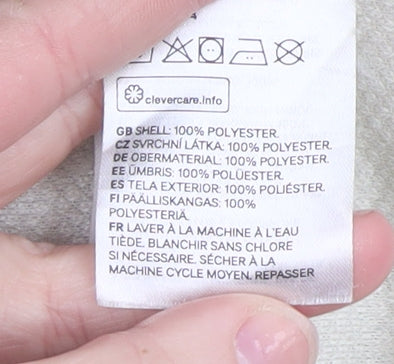 clevercare.info
GB SHELL: 100% POLYESTER.
CZ SVRCHNÍ LÁTKA: 100% POLYESTER.
DE OBERMATERIAL: 100% POLYESTER.
EE ÜMBRIS: 100% POLÜESTER.
ES TELA EXTERIOR: 100% POLIÉSTER.
FI PÄÄLLISKANGAS: 100%
POLYESTERIÄ.
FR LAVER À LA MACHINE À L'EAU
TIÈDE. BLANCHIR SANS CHLORE
SI NÉCESSAIRE. SÉCHER À LA
MACHINE CYCLE MOYEN. REPASSER